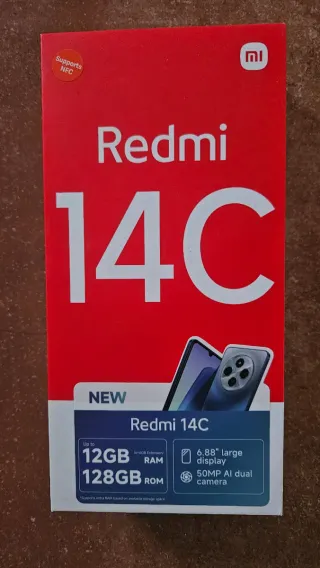 Supports
NFC
mi
Redmi
14C
NEW
Redmi 14C
Up to
12GB
RAM
128GB ROM
6.88" large
display
50MP AI dual
camera